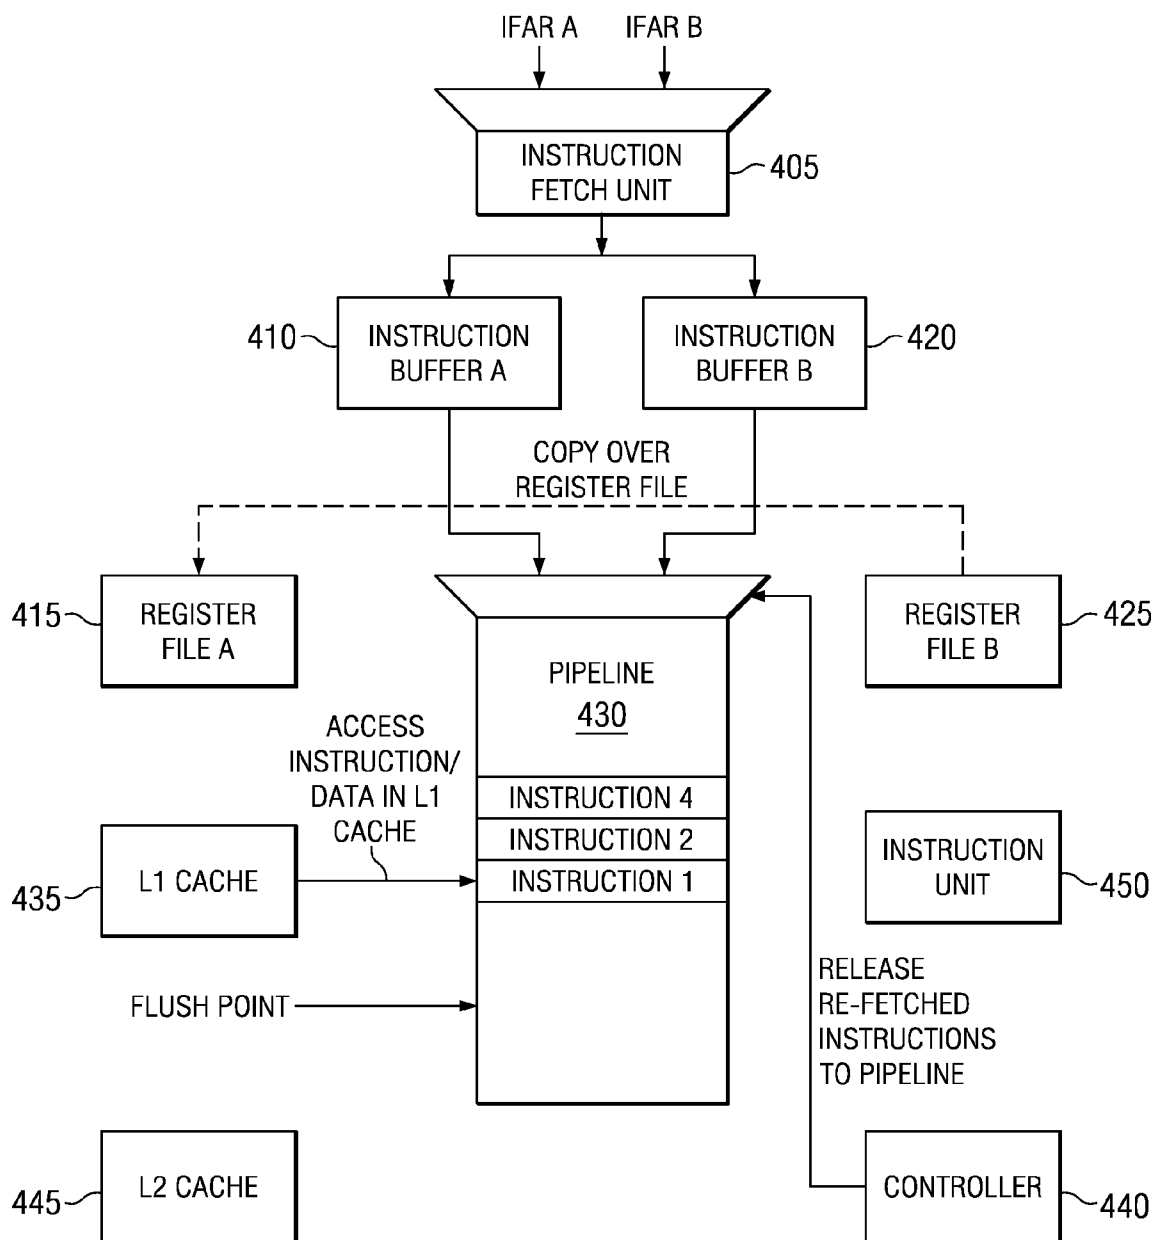 IFAR A
IFAR B
INSTRUCTION
FETCH UNIT
405
410
INSTRUCTION
BUFFER A
INSTRUCTION
BUFFER B
420
COPY OVER
REGISTER FILE
415
REGISTER
FILE A
REGISTER
FILE B
425
PIPELINE
430
ACCESS
INSTRUCTION/
DATA IN L1
CACHE
INSTRUCTION 4
INSTRUCTION 2
INSTRUCTION 1
435
L1 CACHE
INSTRUCTION
UNIT
450
FLUSH POINT
RELEASE
RE-FETCHED
INSTRUCTIONS
TO PIPELINE
445
L2 CACHE
CONTROLLER
440